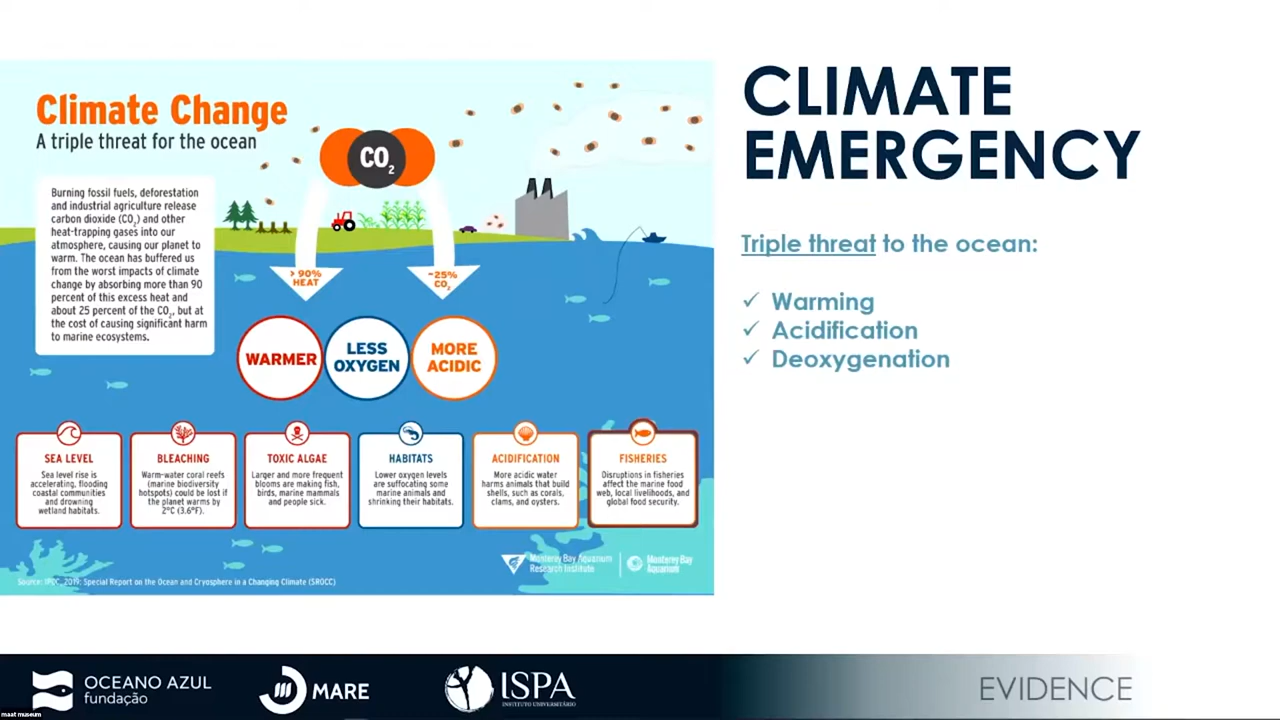 Climate Change
A triple threat for the ocean
CO2
Burning fossil fuels, deforestation
and industrial agriculture release
carbon dioxide (CO2) and other
heat-trapping gases into our
atmosphere, causing our planet to
warm. The ocean has buffered us
from the worst impacts of climate
change by absorbing more than 90
percent of this excess heat and
about 25 percent of the CO2, but at
the cost of causing significant harm
to marine ecosystems.
> 90%
HEAT
~25%
CO2
WARMER
LESS
OXYGEN
MORE
ACIDIC
SEA LEVEL
Sea level rise is
accelerating, flooding
coastal communities
and drowning
wetland habitats.
BLEACHING
Warm-water coral reefs
(marine biodiversity
hotspots) could be lost if
the planet warms by
2°C (3.6°F).
TOXIC ALGAE
Larger and more frequent
blooms are making fish,
birds, marine mammals
and people sick.
HABITATS
Lower oxygen levels
are suffocating some
marine animals and
shrinking their habitats.
ACIDIFICATION
More acidic water
harms animals that build
shells, such as corals,
clams, and oysters.
FISHERIES
Disruptions in fisheries
affect the marine food
web, local livelihoods, and
global food security.
Monterey Bay Aquarium
Research Institute
Monterey Bay
Aquarium
Source: IPCC, 2019: Special Report on the Ocean and Cryosphere in a Changing Climate (SROCC)
CLIMATE
EMERGENCY
Triple threat to the ocean:
✓ Warming
✓ Acidification
✓ Deoxygenation
OCEANO AZUL
fundação
MARE
ISPA
INSTITUTO UNIVERSITÁRIO
EVIDENCE
maat museum